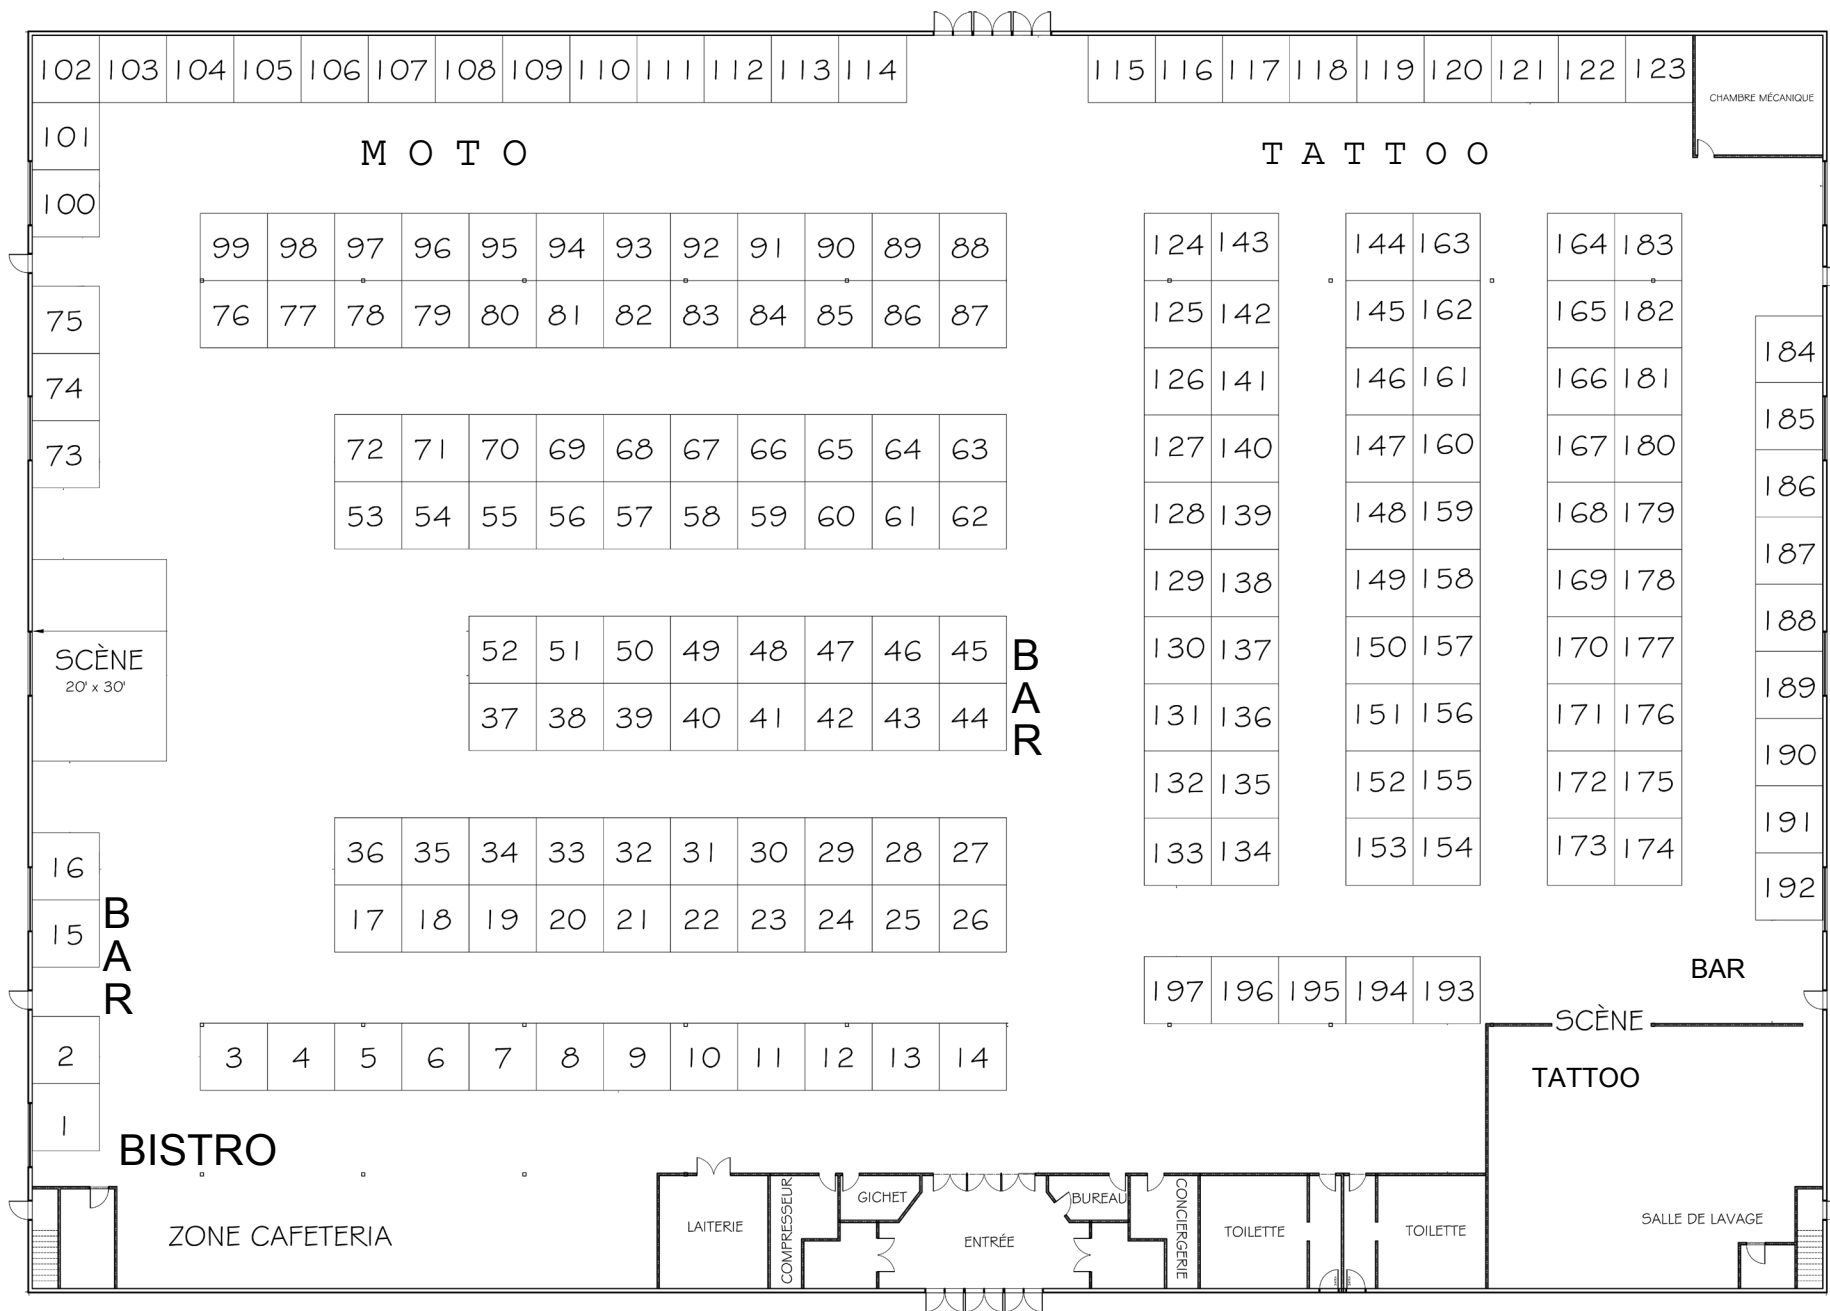 102 103 104 105 106 107 108 109 110 111 112 113 114 115 116 117 118 119 120 121 122 123
CHAMBRE MÉCANIQUE
101
MOTO TATTOO
100
99 98 97 96 95 94 93 92 91 90 89 88 124 143 144 163 164 183
75 76 77 78 79 80 81 82 83 84 85 86 87 125 142 145 162 165 182
184
74 126 141 146 161 166 181
185
73 72 71 70 69 68 67 66 65 64 63 127 140 147 160 167 180
186
53 54 55 56 57 58 59 60 61 62 128 139 148 159 168 179
187
129 138 149 158 169 178
188
SCÈNE
20' x 30'
52 51 50 49 48 47 46 45 130 137 150 157 170 177
BAR
189
37 38 39 40 41 42 43 44 131 136 151 156 171 176
190
132 135 152 155 172 175
191
16 36 35 34 33 32 31 30 29 28 27 133 134 153 154 173 174
192
15 17 18 19 20 21 22 23 24 25 26
BAR
BAR
197 196 195 194 193
SCÈNE
TATTOO
2 3 4 5 6 7 8 9 10 11 12 13 14
1
BISTRO
ZONE CAFETERIA
LAITERIE
COMPRESSEUR
GICHET
ENTRÉE
BUREAU
CONCIERGERIE
TOILETTE
TOILETTE
SALLE DE LAVAGE